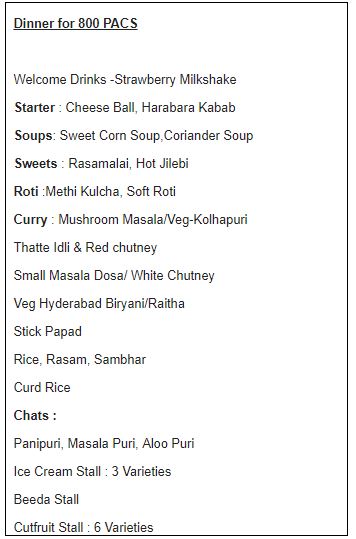 Dinner for 800 PACS
Welcome Drinks -Strawberry Milkshake
Starter : Cheese Ball, Harabara Kabab
Soups: Sweet Corn Soup,Coriander Soup
Sweets : Rasamalai, Hot Jilebi
Roti :Methi Kulcha, Soft Roti
Curry : Mushroom Masala/Veg-Kolhapuri
Thatte Idli & Red chutney
Small Masala Dosa/ White Chutney
Veg Hyderabad Biryani/Raitha
Stick Papad
Rice, Rasam, Sambhar
Curd Rice
Chats :
Panipuri, Masala Puri, Aloo Puri
Ice Cream Stall : 3 Varieties
Beeda Stall
Cutfruit Stall : 6 Varieties